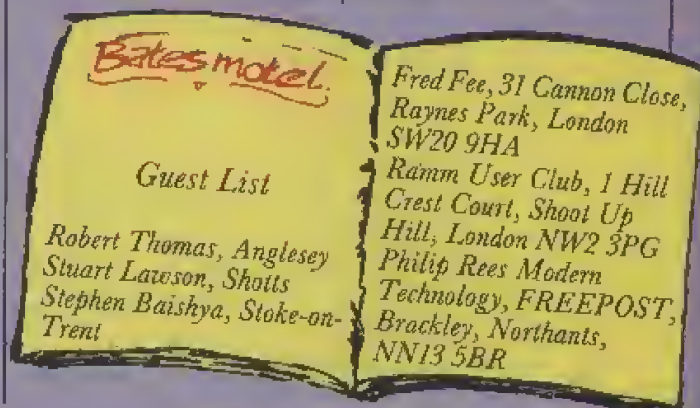 Bates motel.
Guest List
Robert Thomas, Anglesey
Stuart Lawson, Shotts
Stephen Baishya, Stoke-on-
Trent
Fred Fee, 31 Cannon Close,
Raynes Park, London
SW20 9HA
Ramm User Club, 1 Hill
Crest Court, Shoot Up
Hill, London NW2 3PG
Philip Rees Modern
Technology, FREEPOST,
Brackley, Northants,
NN13 5BR